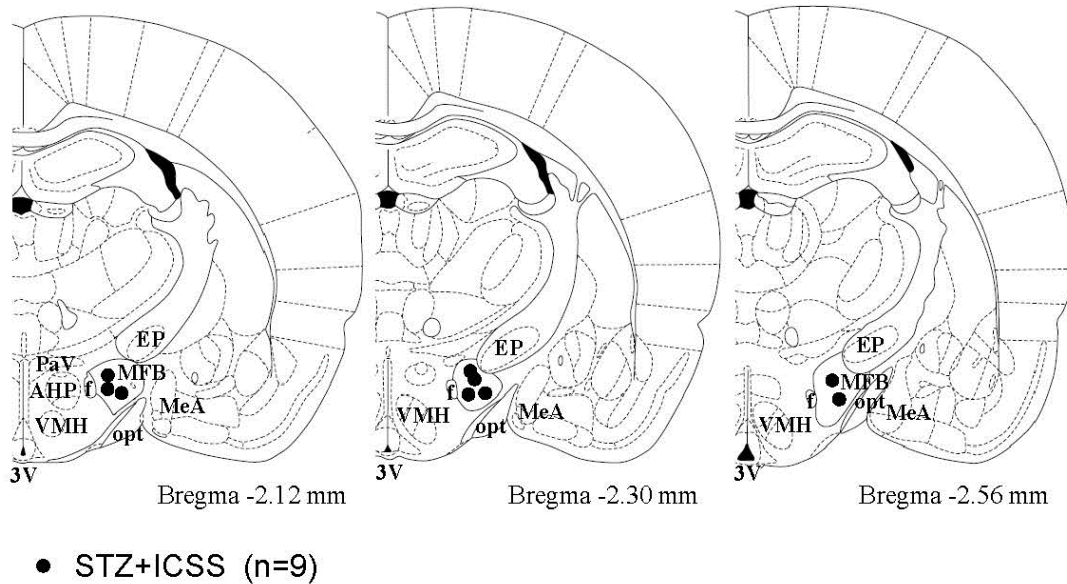 EP
PaV MFB
AHP f
MeA
VMH
opt
3V
Bregma -2.12 mm
EP
f
VMH MeA
opt
3V
Bregma -2.30 mm
EP
MFB
f opt
MeA
VMH
3V
Bregma -2.56 mm
STZ+ICSS (n=9)